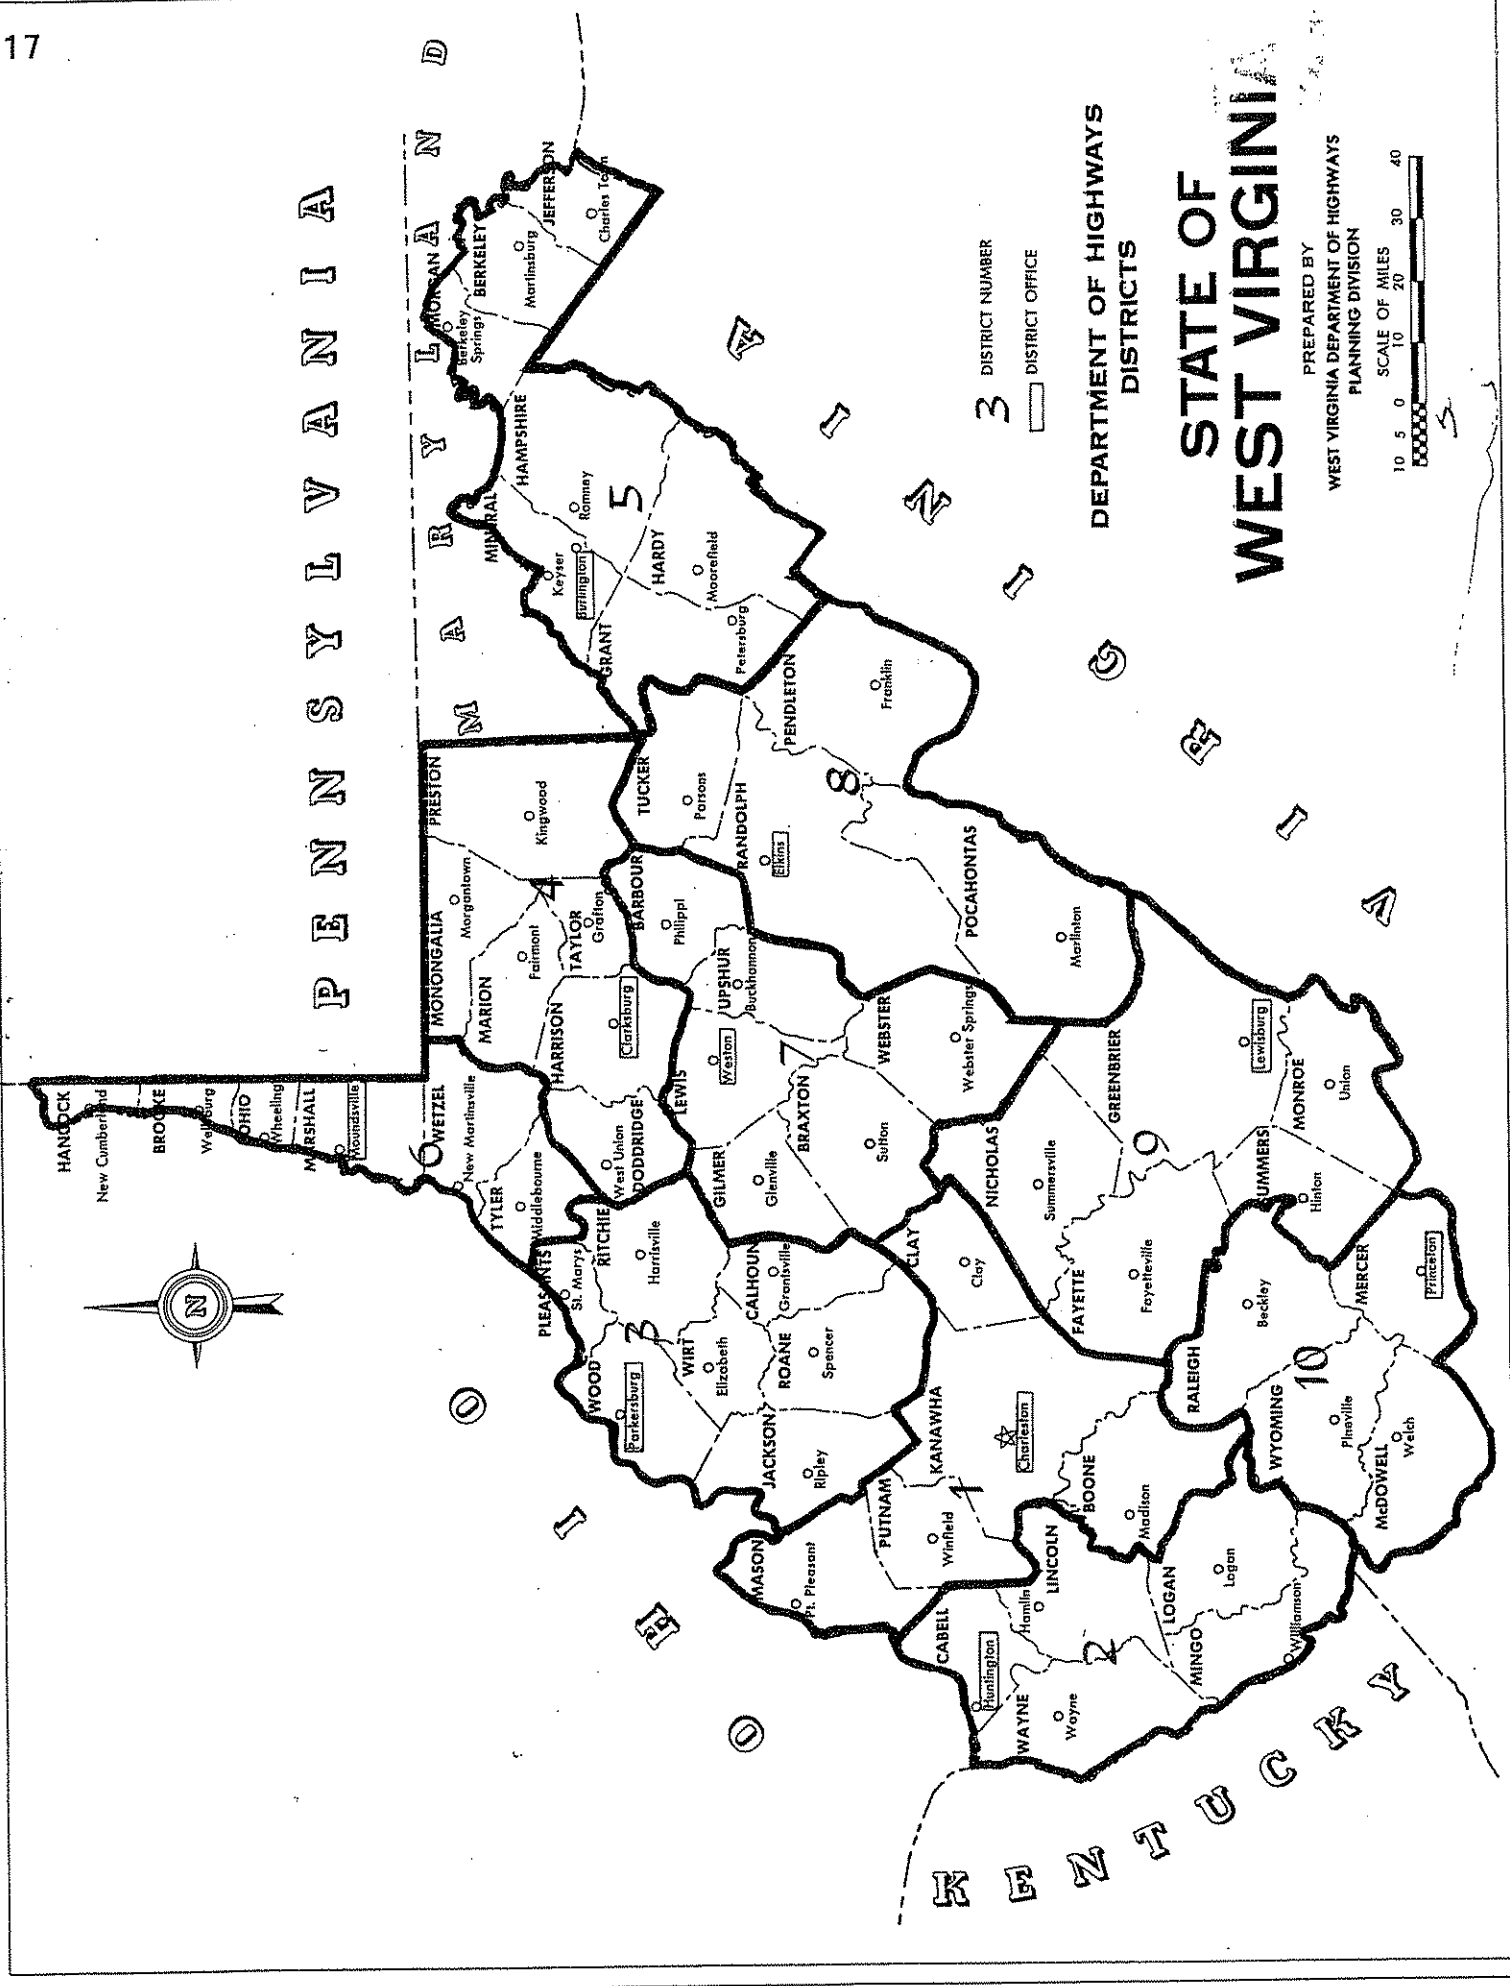 17
PENNSYLVANIA
MARYLAND
OHIO
KENTUCKY
VIRGINIA
N
HANCOCK
New Cumberland
BROOKE
Wellsburg
OHIO
Wheeling
MARSHALL
Moundsville
6
WETZEL
New Martinsville
TYLER
Middlebourne
PLEASANTS
St. Marys
RITCHIE
Harrisville
WOOD
Parkersburg
3
WIRT
Elizabeth
CALHOUN
Grantsville
ROANE
Spencer
JACKSON
Ripley
MONONGALIA
Morgantown
PRESTON
Kingwood
MARION
Fairmont
4
TAYLOR
Grafton
HARRISON
Clarksburg
DODDRIDGE
West Union
BARBOUR
Philippi
UPSHUR
Buckhannon
LEWIS
Weston
7
GILMER
Glenville
BRAXTON
Sutton
WEBSTER
Webster Springs
TUCKER
Parsons
RANDOLPH
Elkins
8
PENDLETON
Franklin
POCAHONTAS
Marlinton
MINERAL
Keyser
Burlington
GRANT
Petersburg
HARDY
Moorefield
5
HAMPSHIRE
Romney
MORGAN
Berkeley
Springs
BERKELEY
Martinsburg
JEFFERSON
Charles Town
MASON
Pt. Pleasant
PUTNAM
Winfield
1
KANAWHA
Charleston
CLAY
Clay
BOONE
Madison
CABELL
Huntington
WAYNE
Wayne
2
LINCOLN
Hamlin
LOGAN
Logan
MINGO
Williamson
NICHOLAS
Summersville
FAYETTE
Fayetteville
9
GREENBRIER
Lewisburg
SUMMERS
Hinton
MONROE
Union
RALEIGH
Beckley
10
WYOMING
Pineville
McDOWELL
Welch
MERCER
Princeton
3 DISTRICT NUMBER
DISTRICT OFFICE
DEPARTMENT OF HIGHWAYS
DISTRICTS
STATE OF
WEST VIRGINIA
PREPARED BY
WEST VIRGINIA DEPARTMENT OF HIGHWAYS
PLANNING DIVISION
SCALE OF MILES
10 5 0 10 20 30 40